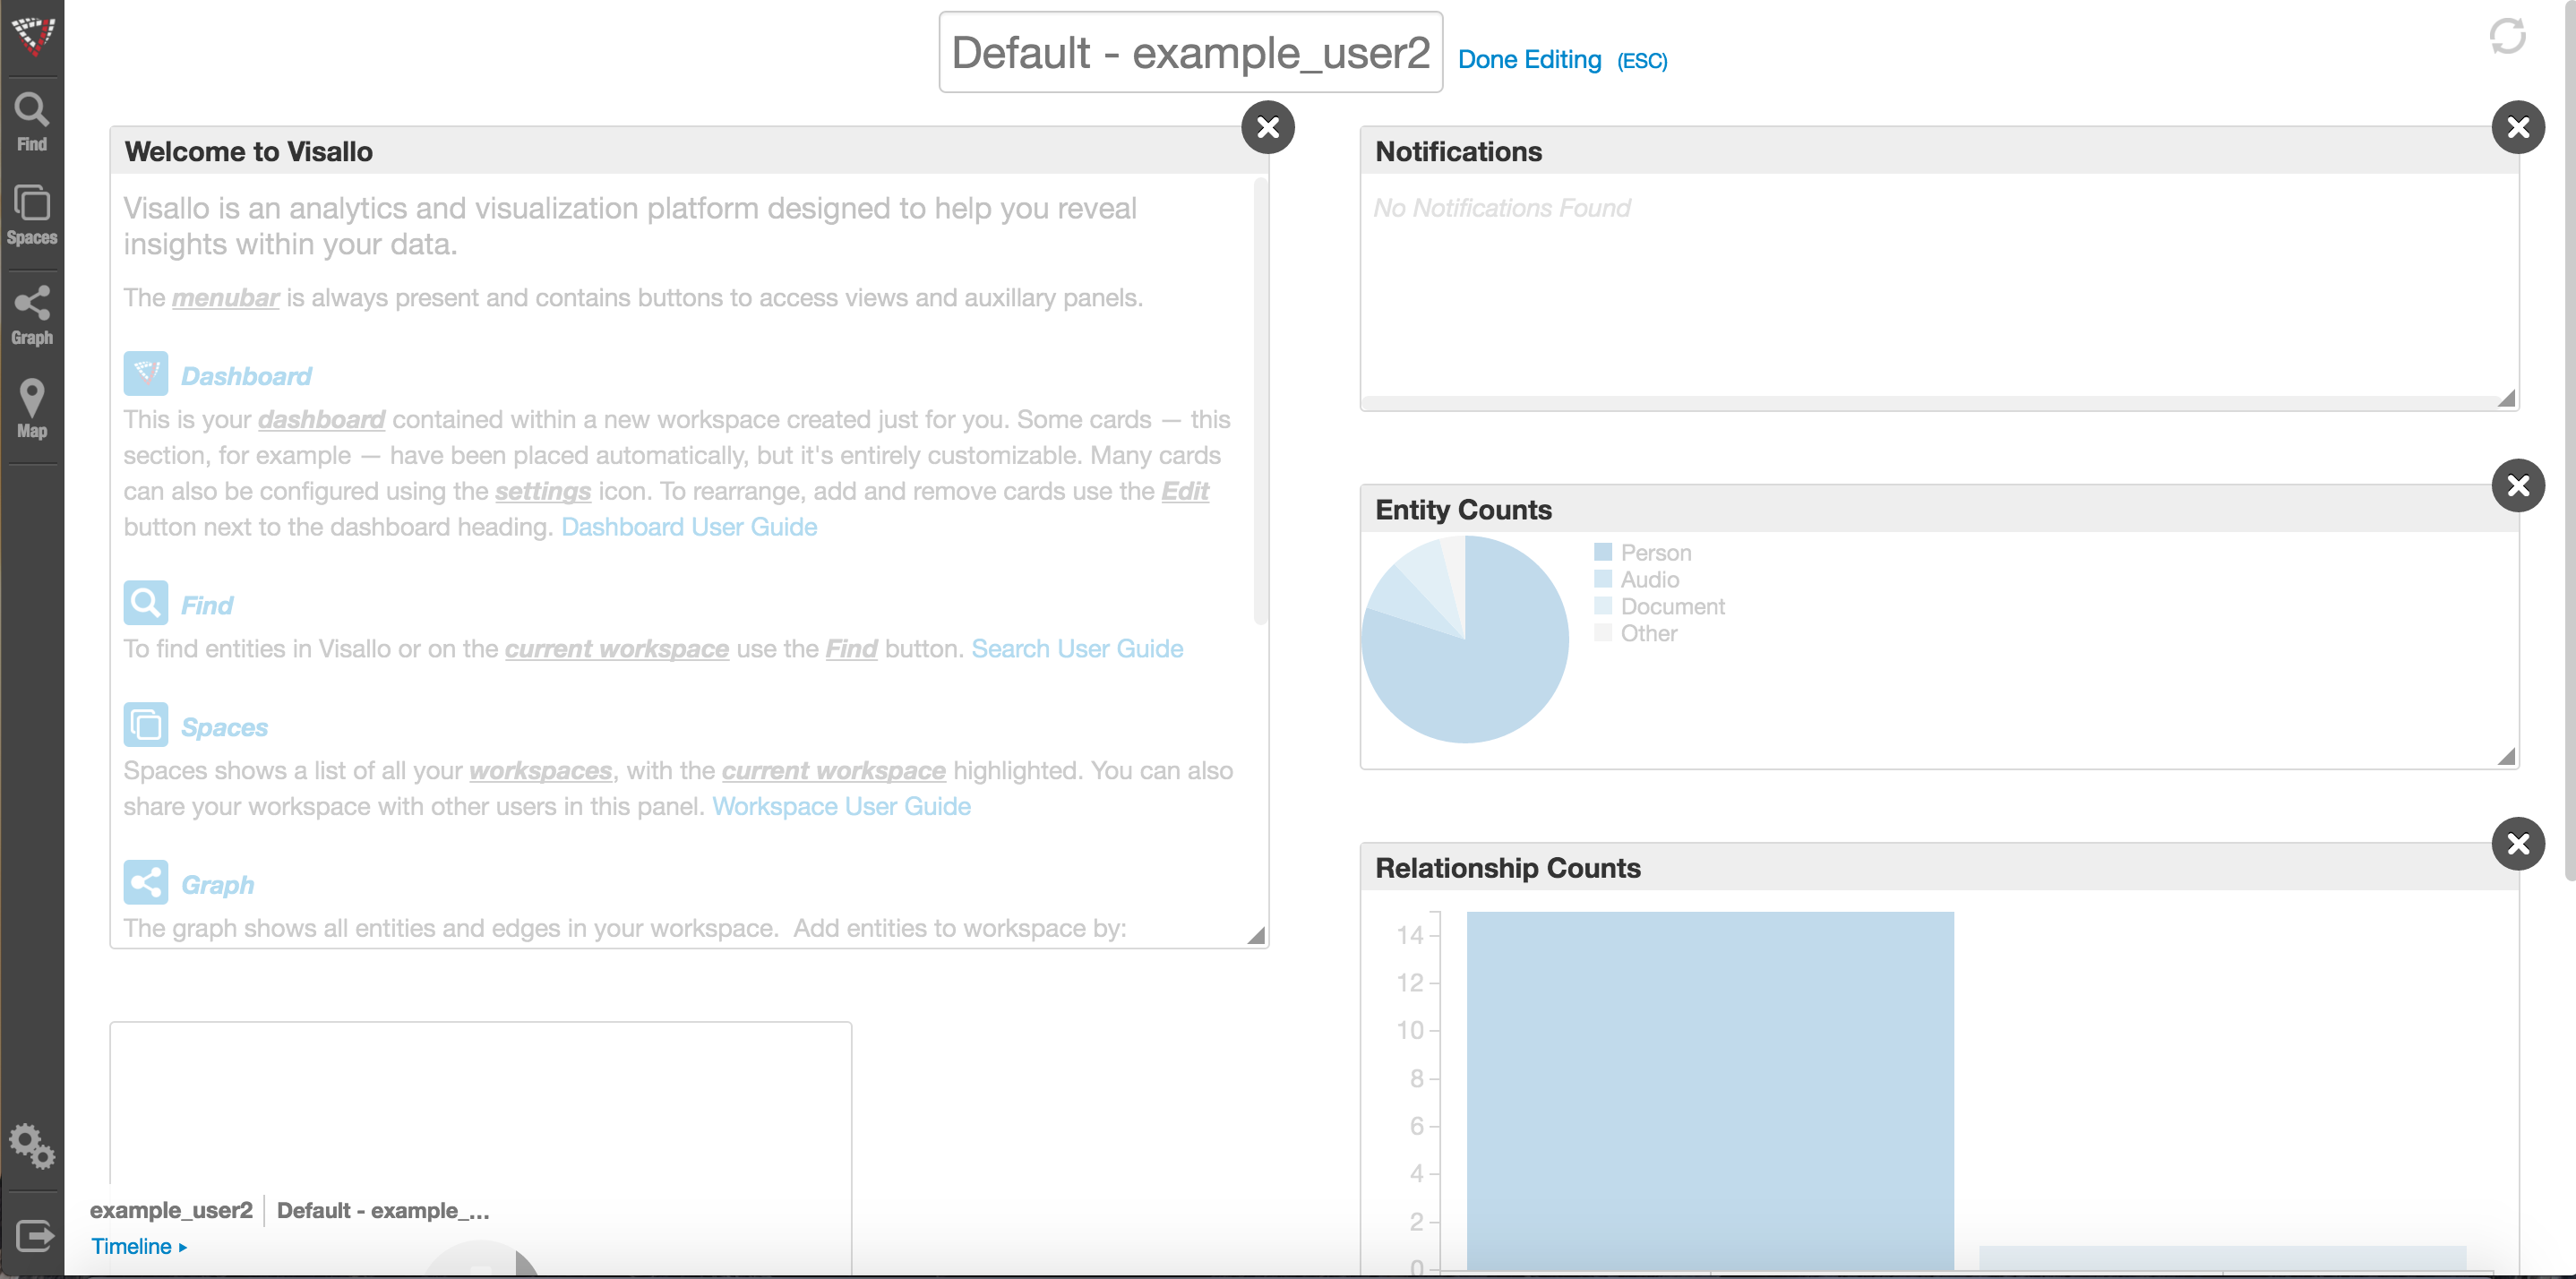 Default - example_user2
Done Editing (ESC)
Find
Spaces
Graph
Map
Welcome to Visallo
Visallo is an analytics and visualization platform designed to help you reveal
insights within your data.
The menubar is always present and contains buttons to access views and auxillary panels.
Dashboard
This is your dashboard contained within a new workspace created just for you. Some cards — this
section, for example — have been placed automatically, but it's entirely customizable. Many cards
can also be configured using the settings icon. To rearrange, add and remove cards use the Edit
button next to the dashboard heading. Dashboard User Guide
Find
To find entities in Visallo or on the current workspace use the Find button. Search User Guide
Spaces
Spaces shows a list of all your workspaces, with the current workspace highlighted. You can also
share your workspace with other users in this panel. Workspace User Guide
Graph
The graph shows all entities and edges in your workspace. Add entities to workspace by:
Notifications
No Notifications Found
Entity Counts
Person
Audio
Document
Other
Relationship Counts
14
12
10
8
6
4
2
0
example_user2
Default - example_...
Timeline ▸